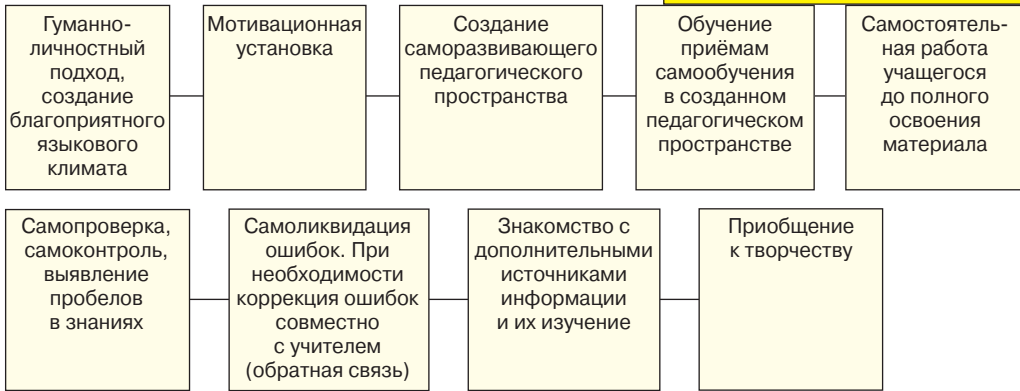 Гуманно-
личностный
подход,
создание
благоприятного
языкового
климата
Мотивационная
установка
Создание
саморазвивающего
педагогического
пространства
Обучение
приёмам
самообучения
в созданном
педагогическом
пространстве
Самостоятель-
ная работа
учащегося
до полного
освоения
материала
Самопроверка,
самоконтроль,
выявление
пробелов
в знаниях
Самоликвидация
ошибок. При
необходимости
коррекция ошибок
совместно
с учителем
(обратная связь)
Знакомство с
дополнительными
источниками
информации
и их изучение
Приобщение
к творчеству